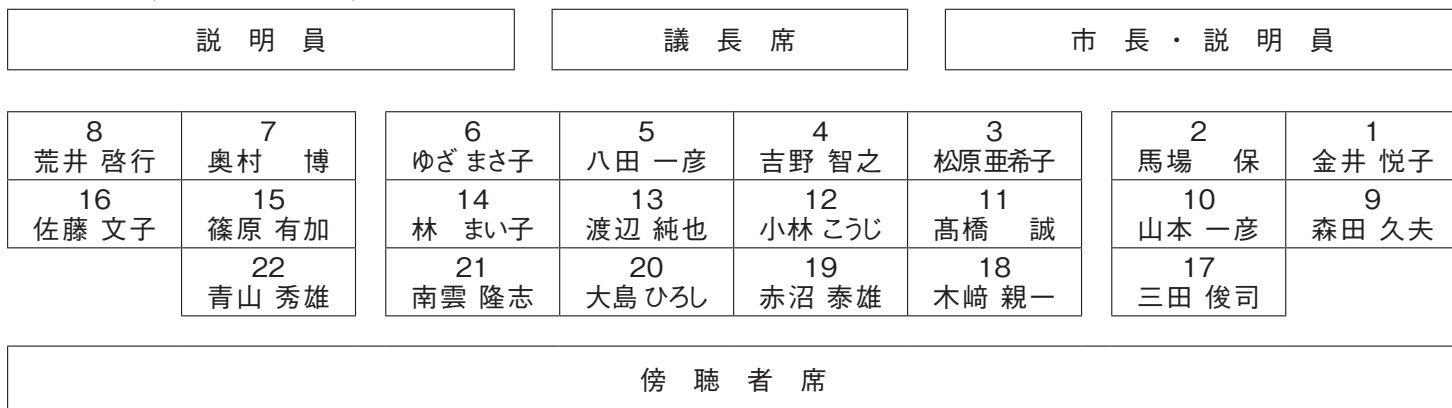 説 明 員 議 長 席 市 長 ・ 説 明 員
8 7 6 5 4 3 2 1
荒井 啓行 奥村 博 ゆざ まさ子 八田 一彦 吉野 智之 松原亜希子 馬場 保 金井 悦子
16 15 14 13 12 11 10 9
佐藤 文子 篠原 有加 林 まい子 渡辺 純也 小林 こうじ 髙橋 誠 山本 一彦 森田 久夫
22 21 20 19 18 17
青山 秀雄 南雲 隆志 大島 ひろし 赤沼 泰雄 木﨑 親一 三田 俊司
傍 聴 者 席